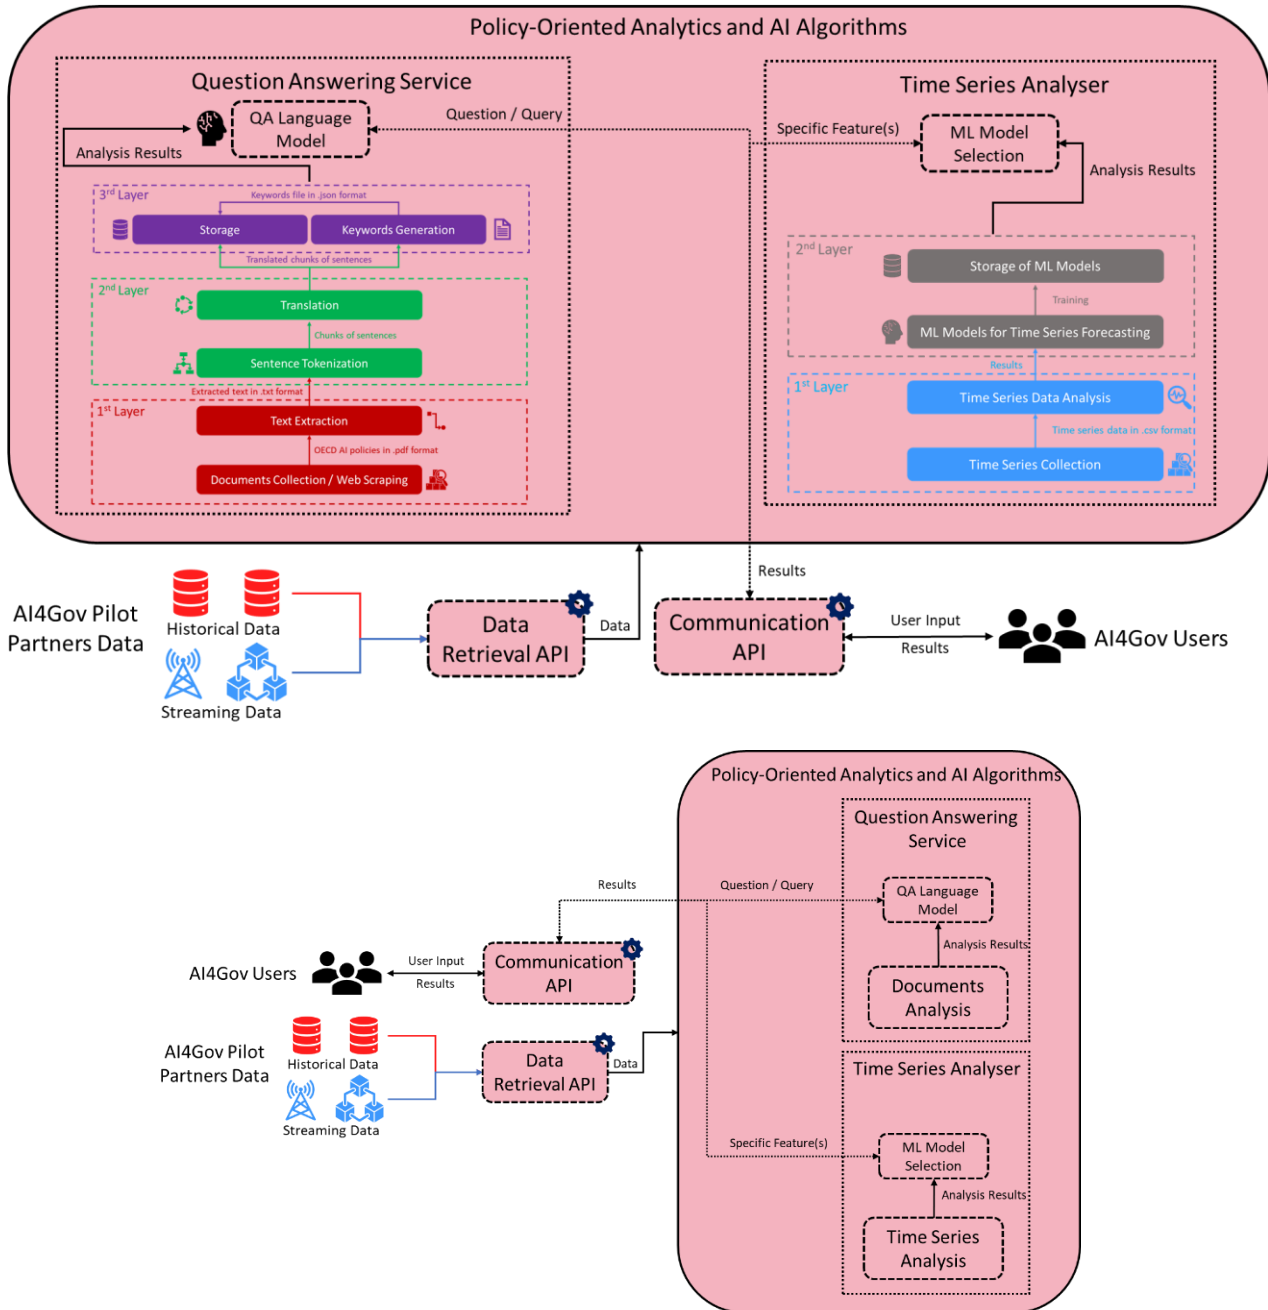 Policy-Oriented Analytics and AI Algorithms
Question Answering Service
QA Language
Model
Question / Query
Analysis Results
3rd Layer
Keywords file in .json format
Storage
Keywords Generation
Translated chunks of sentences
2nd Layer
Translation
Chunks of sentences
Sentence Tokenization
Extracted text in .txt format
1st Layer
Text Extraction
OECD AI policies in .pdf format
Documents Collection / Web Scraping
Time Series Analyser
Specific Feature(s)
ML Model
Selection
Analysis Results
2nd Layer
Storage of ML Models
Training
ML Models for Time Series Forecasting
Results
1st Layer
Time Series Data Analysis
Time series data in .csv format
Time Series Collection
AI4Gov Pilot
Partners Data
Historical Data
Streaming Data
Data
Retrieval API
Data
Results
Communication
API
User Input
Results
AI4Gov Users
Policy-Oriented Analytics and AI Algorithms
Question Answering
Service
Results
Question / Query
QA Language
Model
Analysis Results
Documents
Analysis
AI4Gov Users
User Input
Results
Communication
API
AI4Gov Pilot
Partners Data
Historical Data
Streaming Data
Data
Retrieval API
Data
Time Series Analyser
Specific Feature(s)
ML Model
Selection
Analysis Results
Time Series
Analysis